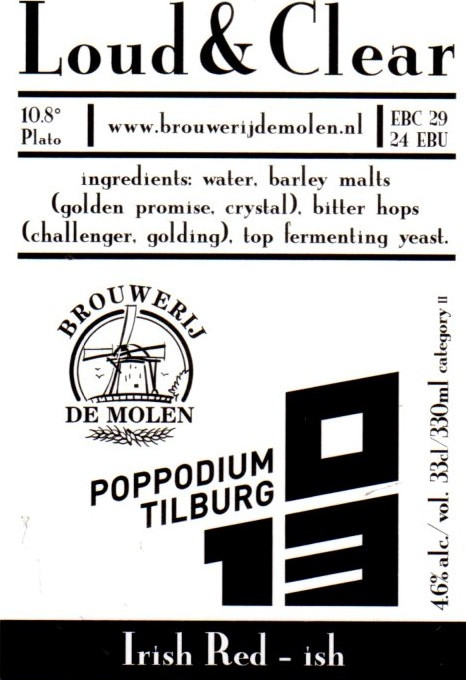 Loud & Clear
10.8°
Plato
www.brouwerijdemolen.nl
EBC 29
24 EBU
ingredients: water, barley malts
(golden promise, crystal), bitter hops
(challenger, golding), top fermenting yeast.
BROUWERIJ
DE MOLEN
POPPODIUM
TILBURG
013
4.6% alc./vol. 33cl/330ml category II
Irish Red - ish